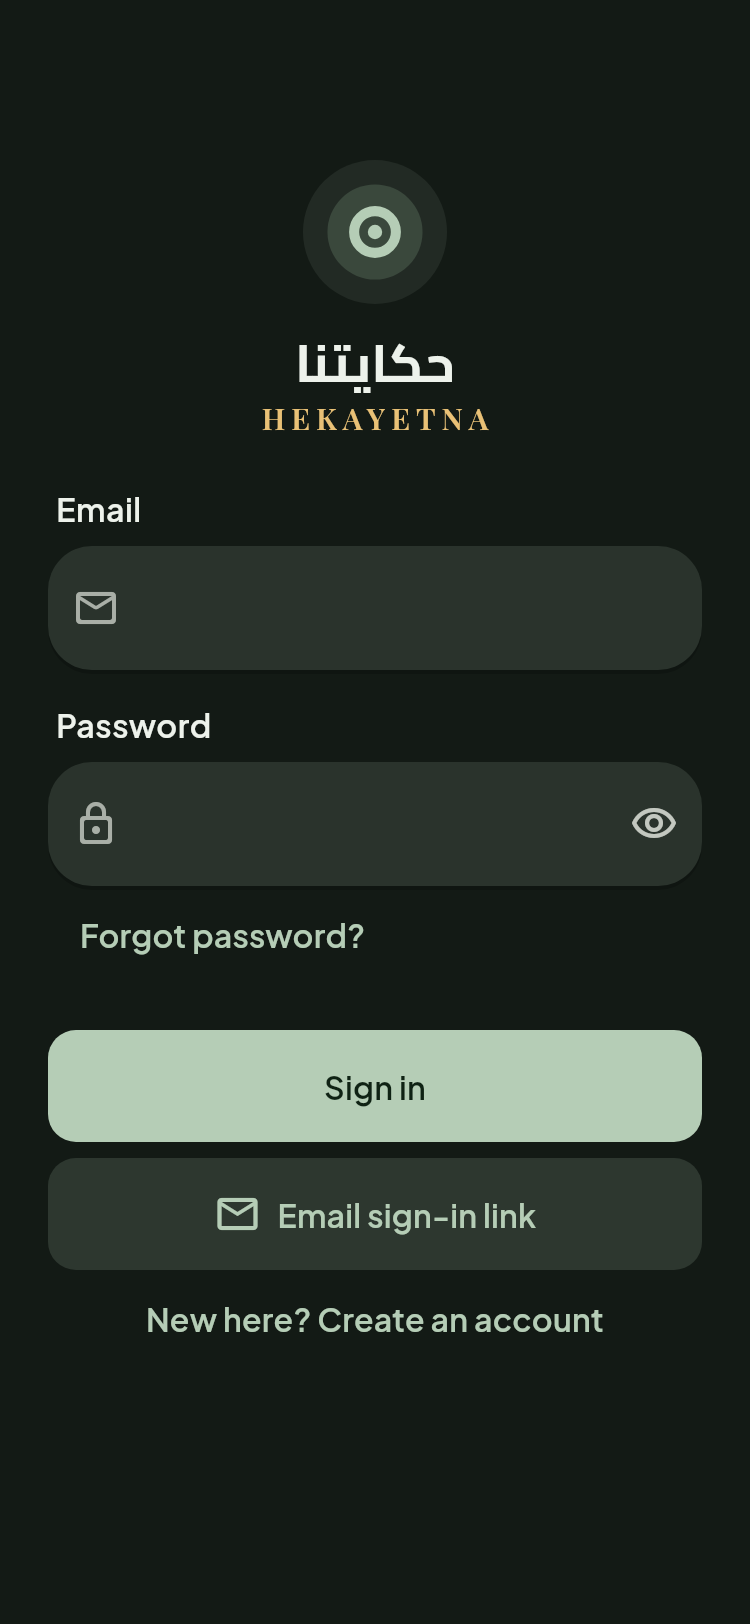 حكايتنا
HEKAYETNA
Email
Password
Forgot password?
Sign in
Email sign-in link
New here? Create an account